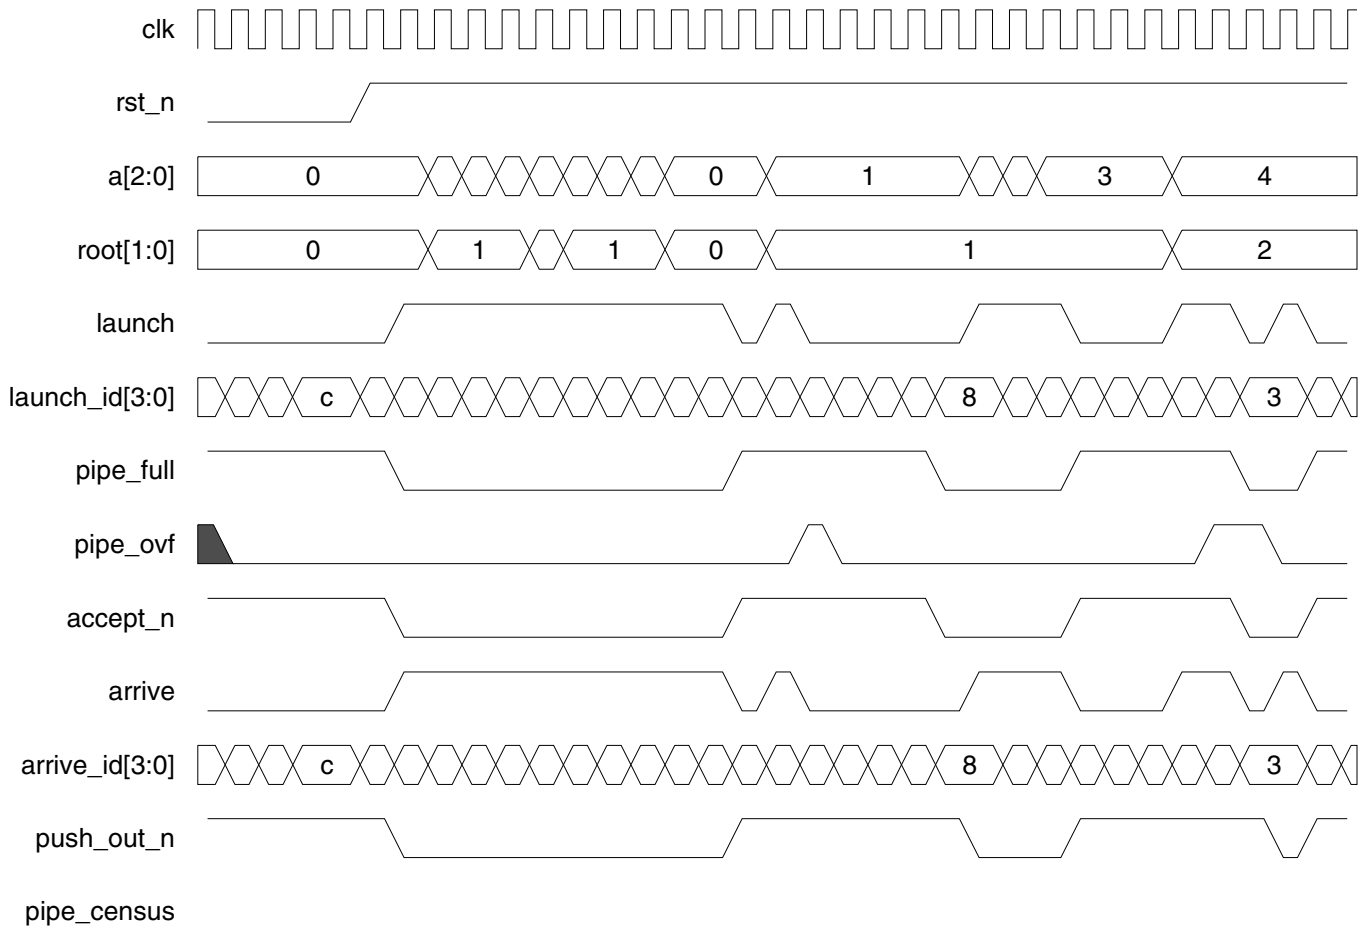 clk
rst_n
a[2:0] 0 0 1 3 4
root[1:0] 0 1 1 0 1 2
launch
launch_id[3:0] c 8 3
pipe_full
pipe_ovf
accept_n
arrive
arrive_id[3:0] c 8 3
push_out_n
pipe_census